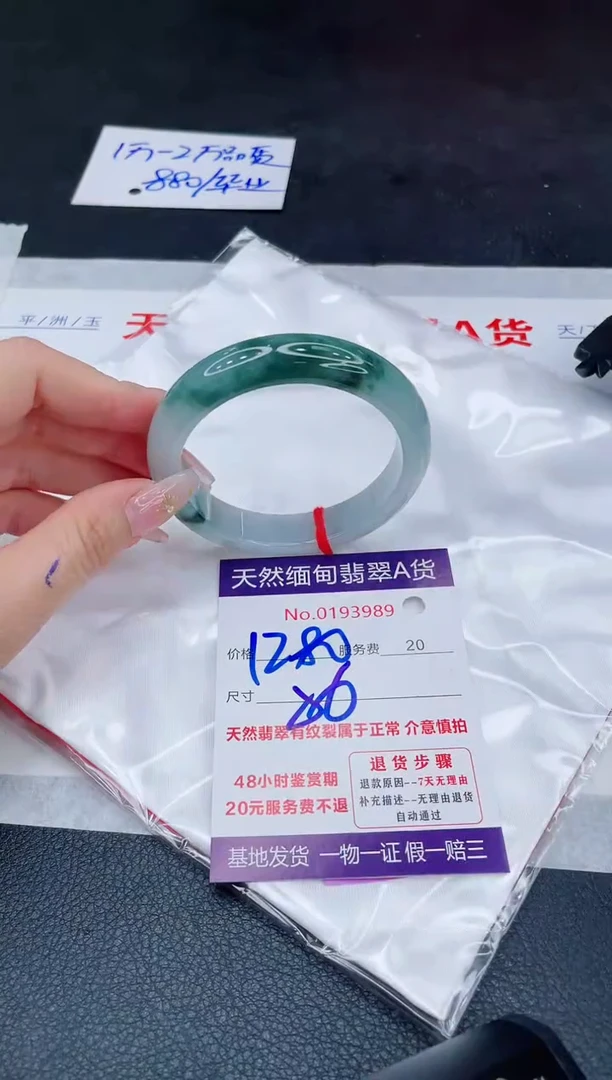 1万-2万品质
880/毕业
平/洲/玉
天
A货
天然缅甸翡翠A货
No.0193989
价格 1280 服务费 20
尺寸
天然翡翠有纹裂属于正常 介意慎拍
48小时鉴赏期
20元服务费不退
退货步骤
退款原因--7天无理由
补充描述--无理由退货
自动通过
基地发货 一物一证 假一赔三